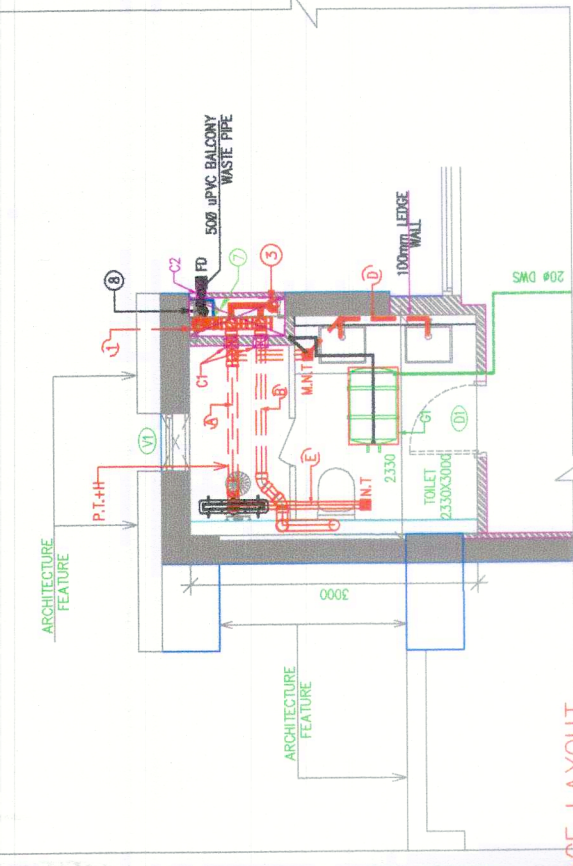 ARCHITECTURE
FEATURE
P.T.+H
V1
1
8
50Ø uPVC BALCONY
WASTE PIPE
C2
FD
7
3
C1
A
B
M.N.T
D
100mm LEDGE
WALL
E
N.T
2330
G1
TOILET
2330X3000
D1
20ø DWS
3000
ARCHITECTURE
FEATURE
LAYOUT